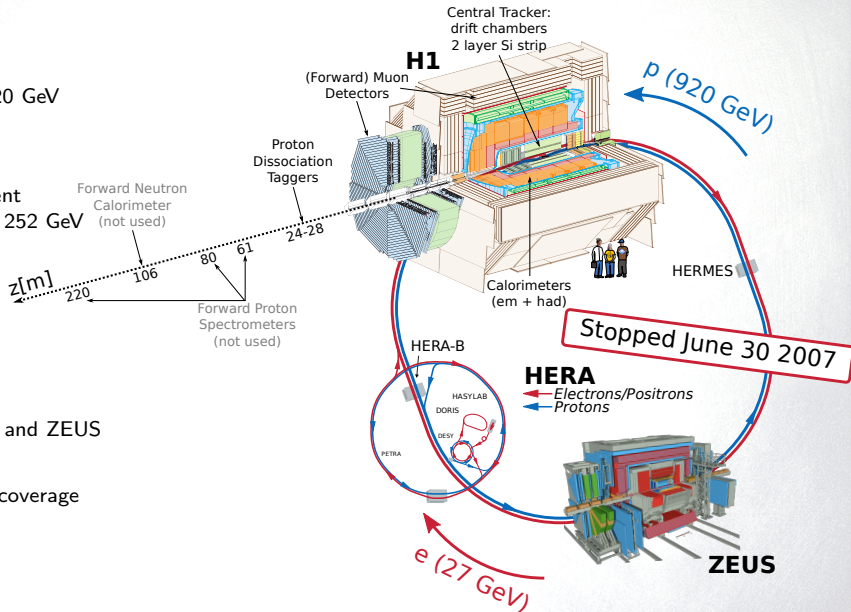 20 GeV
ent
252 GeV
and ZEUS
coverage
Central Tracker:
drift chambers
2 layer Si strip
H1
(Forward) Muon
Detectors
p (920 GeV)
Proton
Dissociation
Taggers
Forward Neutron
Calorimeter
(not used)
24-28
61
80
106
220
z[m]
Forward Proton
Spectrometers
(not used)
Calorimeters
(em + had)
HERMES
Stopped June 30 2007
HERA-B
HERA
Electrons/Positrons
Protons
HASYLAB
DORIS
DESY
PETRA
e (27 GeV)
ZEUS